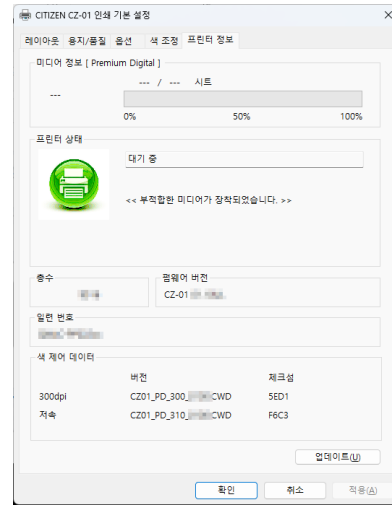 CITIZEN CZ-01 인쇄 기본 설정
레이아웃 용지/품질 옵션 색 조정 프린터 정보
미디어 정보 [ Premium Digital ]
--- / --- 시트
---
0% 50% 100%
프린터 상태
대기 중
<< 부적합한 미디어가 장착되었습니다. >>
총수 펌웨어 버전
CZ-01
일련 번호
색 제어 데이터
버전 체크섬
300dpi CZ01_PD_300_ CWD 5ED1
저속 CZ01_PD_310_ CWD F6C3
업데이트(U)
확인 취소 적용(A)